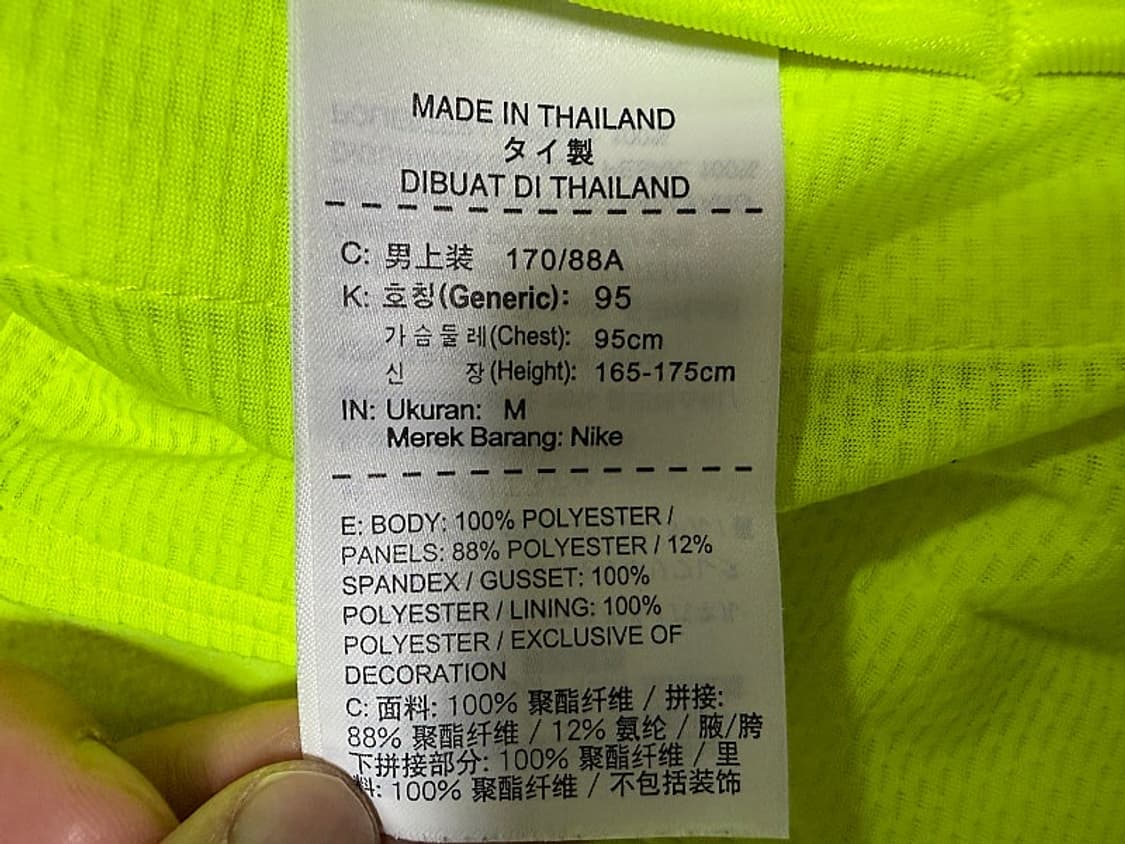 MADE IN THAILAND
タイ製
DIBUAT DI THAILAND
C: 男上装 170/88A
K: 호칭(Generic): 95
가슴둘레(Chest): 95cm
신 장(Height): 165-175cm
IN: Ukuran: M
Merek Barang: Nike
E: BODY: 100% POLYESTER /
PANELS: 88% POLYESTER / 12%
SPANDEX / GUSSET: 100%
POLYESTER / LINING: 100%
POLYESTER / EXCLUSIVE OF
DECORATION
C: 面料: 100% 聚酯纤维 / 拼接:
88% 聚酯纤维 / 12% 氨纶 / 腋/胯
下拼接部分: 100% 聚酯纤维 / 里
料: 100% 聚酯纤维 / 不包括装饰